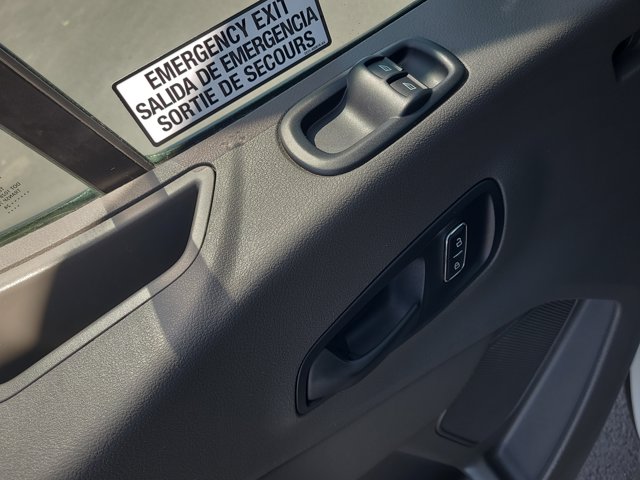 EMERGENCY EXIT
SALIDA DE EMERGENCIA
SORTIE DE SECOURS